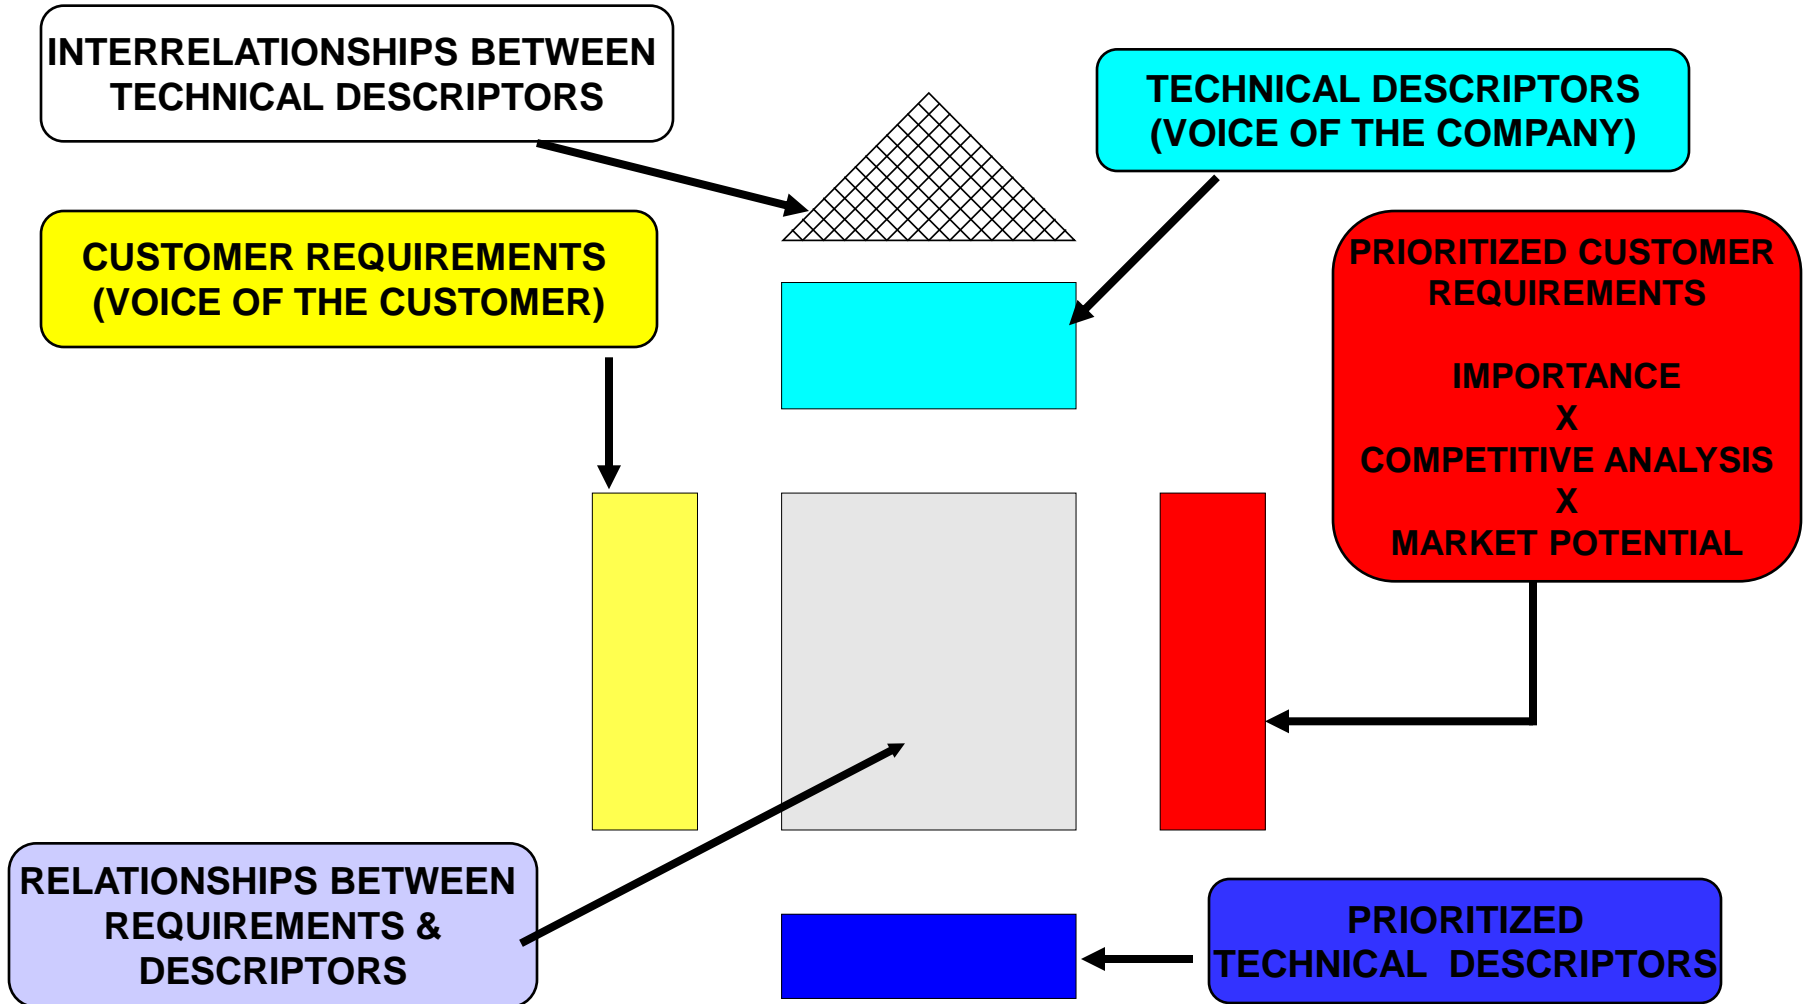 INTERRELATIONSHIPS BETWEEN
TECHNICAL DESCRIPTORS
TECHNICAL DESCRIPTORS
(VOICE OF THE COMPANY)
CUSTOMER REQUIREMENTS
(VOICE OF THE CUSTOMER)
PRIORITIZED CUSTOMER
REQUIREMENTS
IMPORTANCE
X
COMPETITIVE ANALYSIS
X
MARKET POTENTIAL
RELATIONSHIPS BETWEEN
REQUIREMENTS &
DESCRIPTORS
PRIORITIZED
TECHNICAL DESCRIPTORS